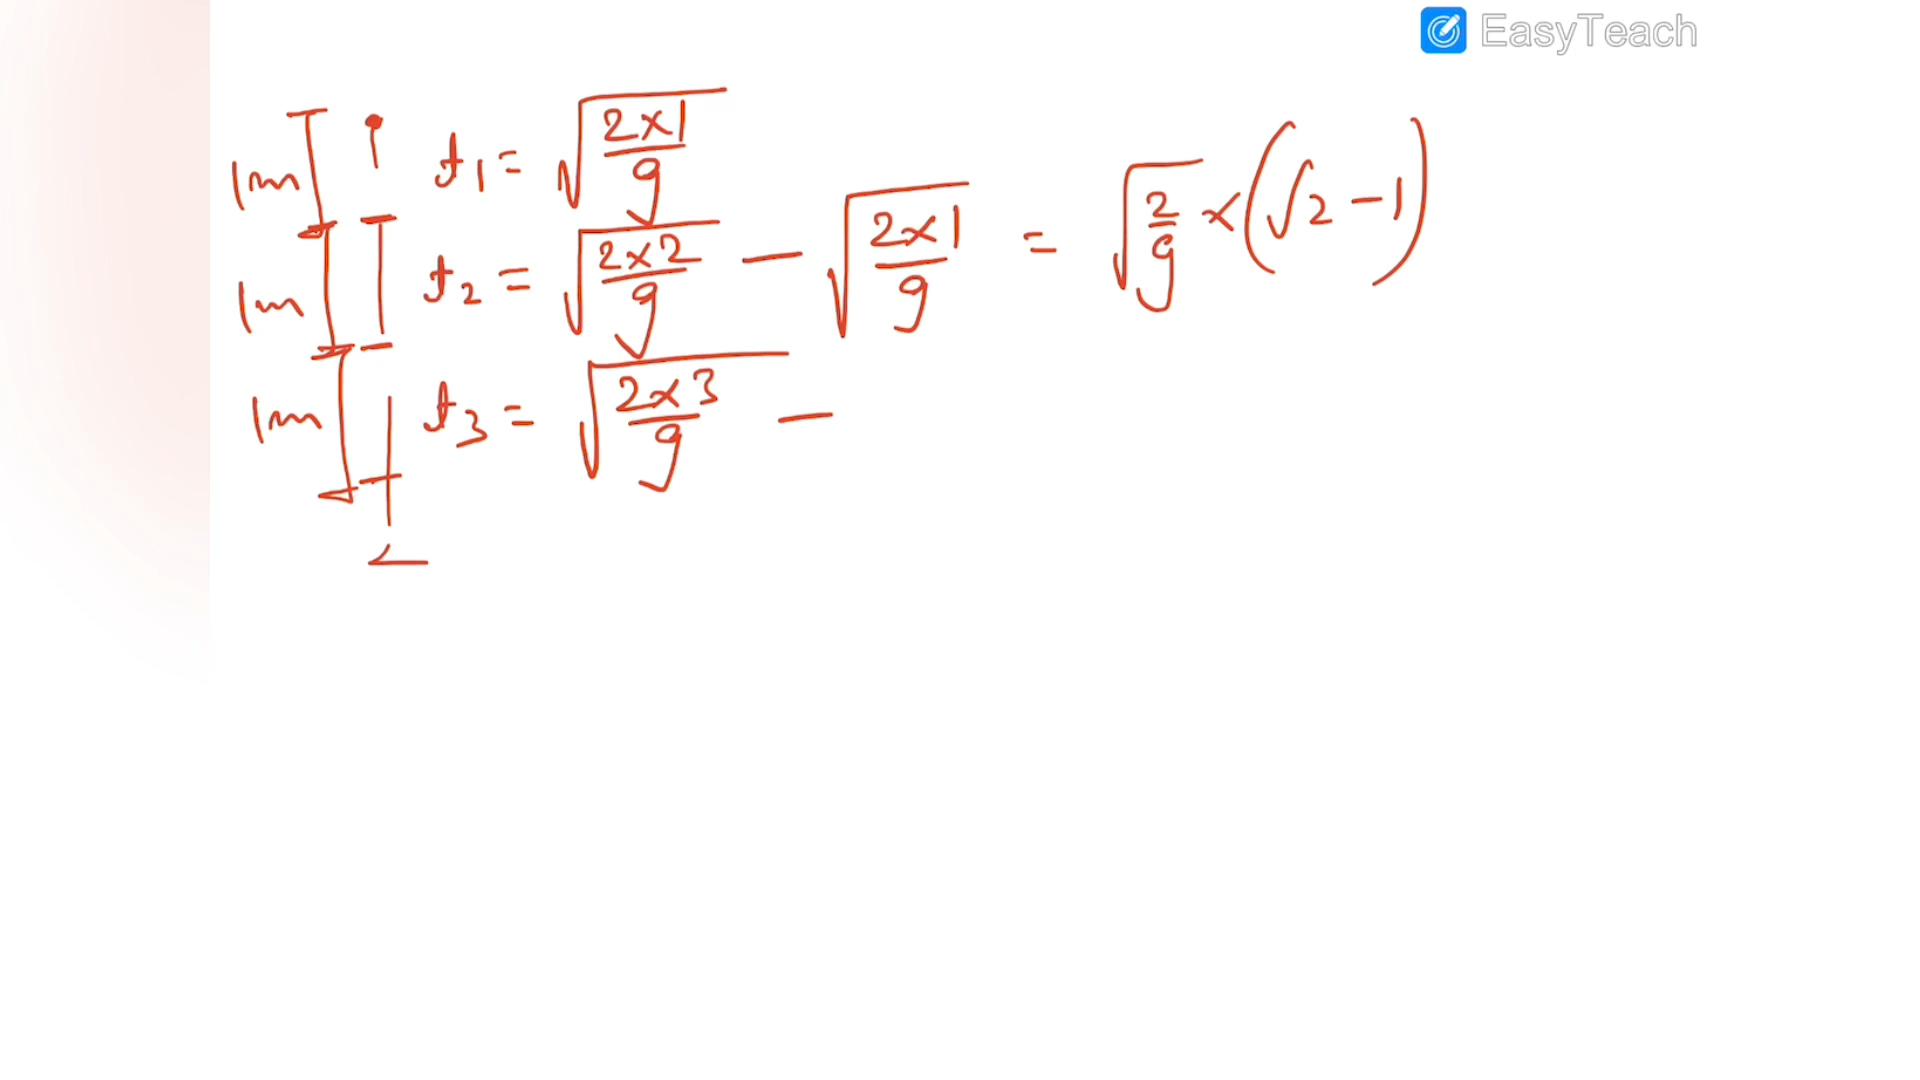 EasyTeach
1m t₁ = √(2×1/g)
1m t₂ = √(2×2/g) − √(2×1/g) = √(2/g) × (√2 − 1)
1m t₃ = √(2×3/g) −